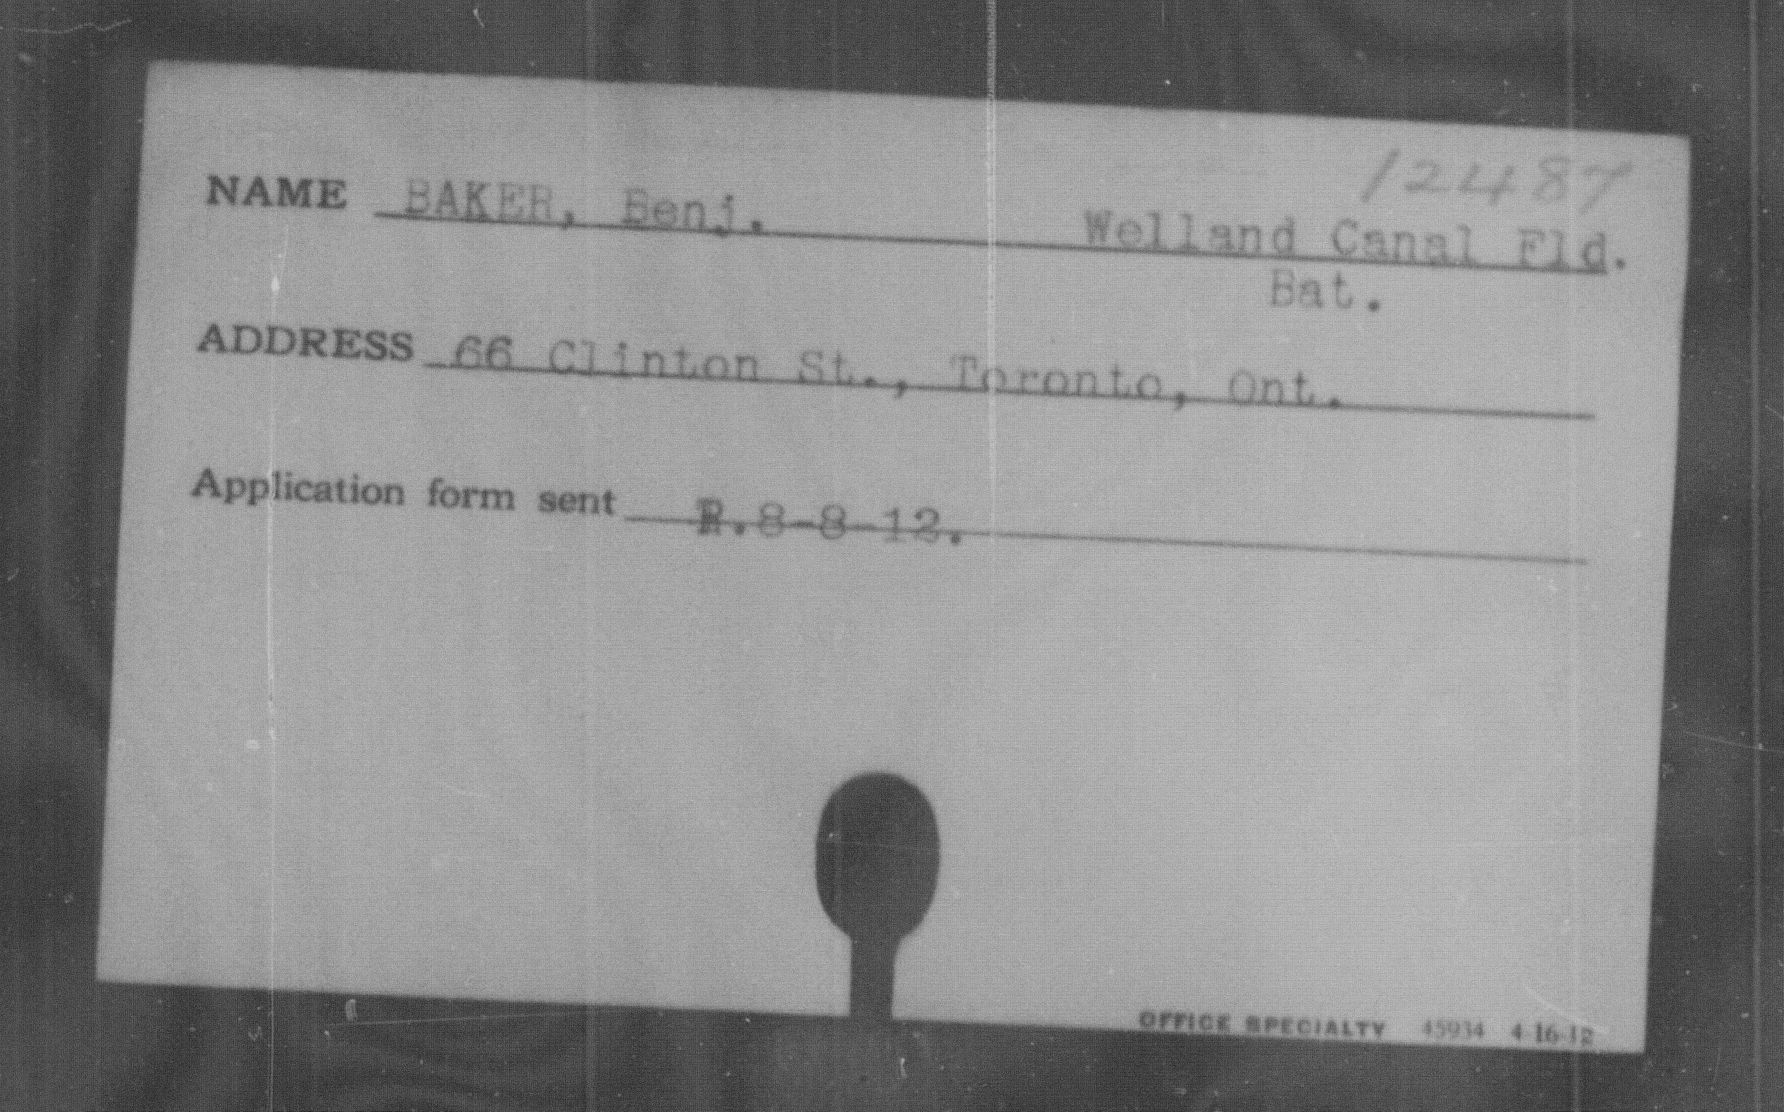 12487
NAME BAKER, Benj. Welland Canal Fld.
Bat.
ADDRESS 66 Clinton St., Toronto, Ont.
Application form sent R.8-8-12.
OFFICE SPECIALTY 45934 4-16-12